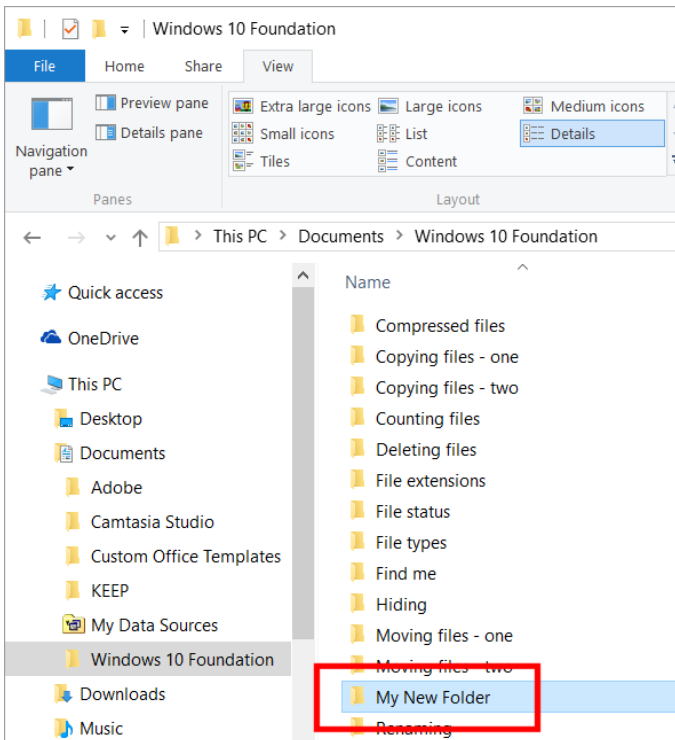 Windows 10 Foundation
File Home Share View
Preview pane
Details pane
Navigation pane
Panes
Extra large icons Large icons Medium icons
Small icons List Details
Tiles Content
Layout
This PC > Documents > Windows 10 Foundation
Quick access
OneDrive
This PC
Desktop
Documents
Adobe
Camtasia Studio
Custom Office Templates
KEEP
My Data Sources
Windows 10 Foundation
Downloads
Music
Name
Compressed files
Copying files - one
Copying files - two
Counting files
Deleting files
File extensions
File status
File types
Find me
Hiding
Moving files - one
Moving files - two
My New Folder
Renaming